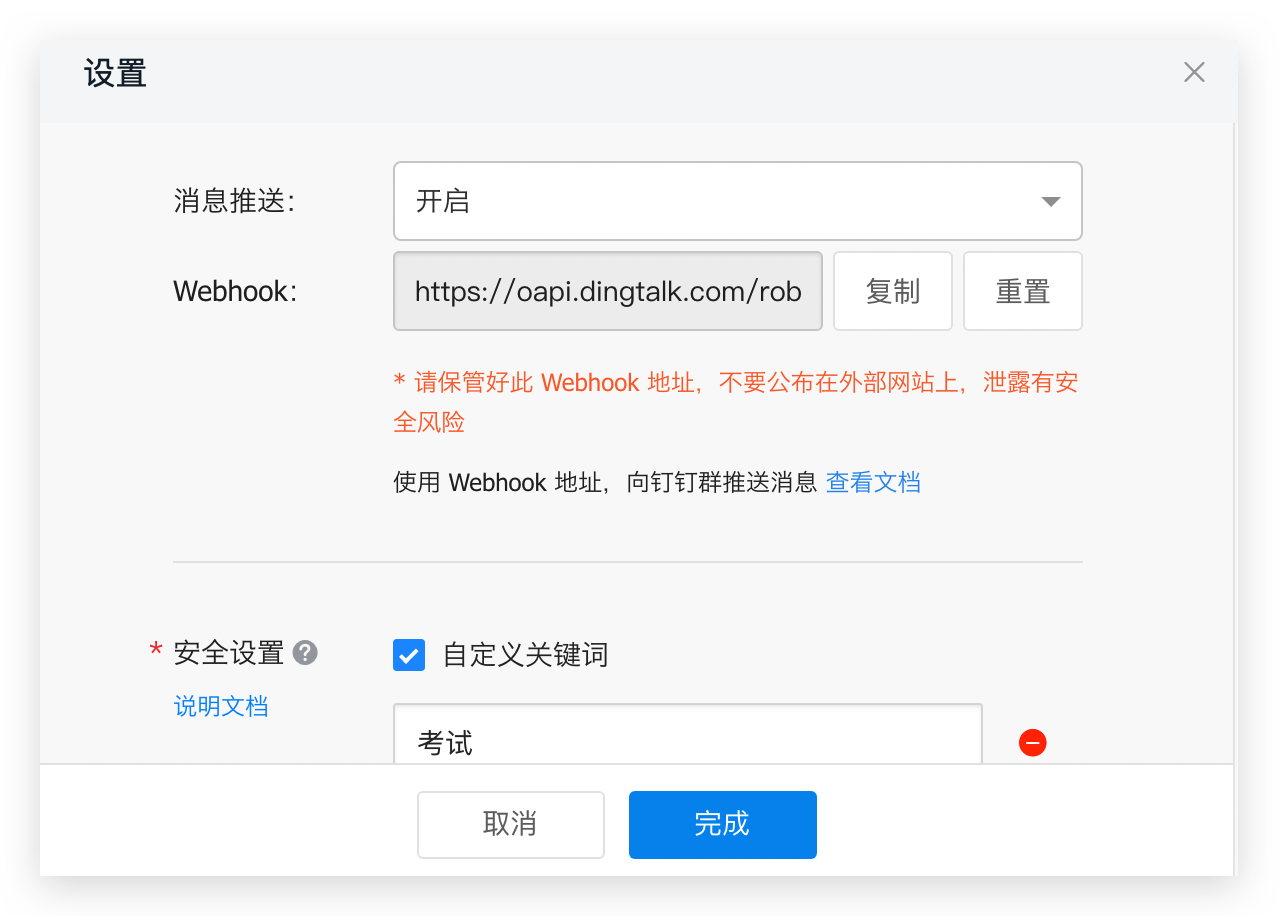 设置
消息推送：
开启
Webhook：
https://oapi.dingtalk.com/rob
复制
重置
* 请保管好此 Webhook 地址，不要公布在外部网站上，泄露有安
全风险
使用 Webhook 地址，向钉钉群推送消息 查看文档
* 安全设置 ?
自定义关键词
说明文档
考试
取消
完成